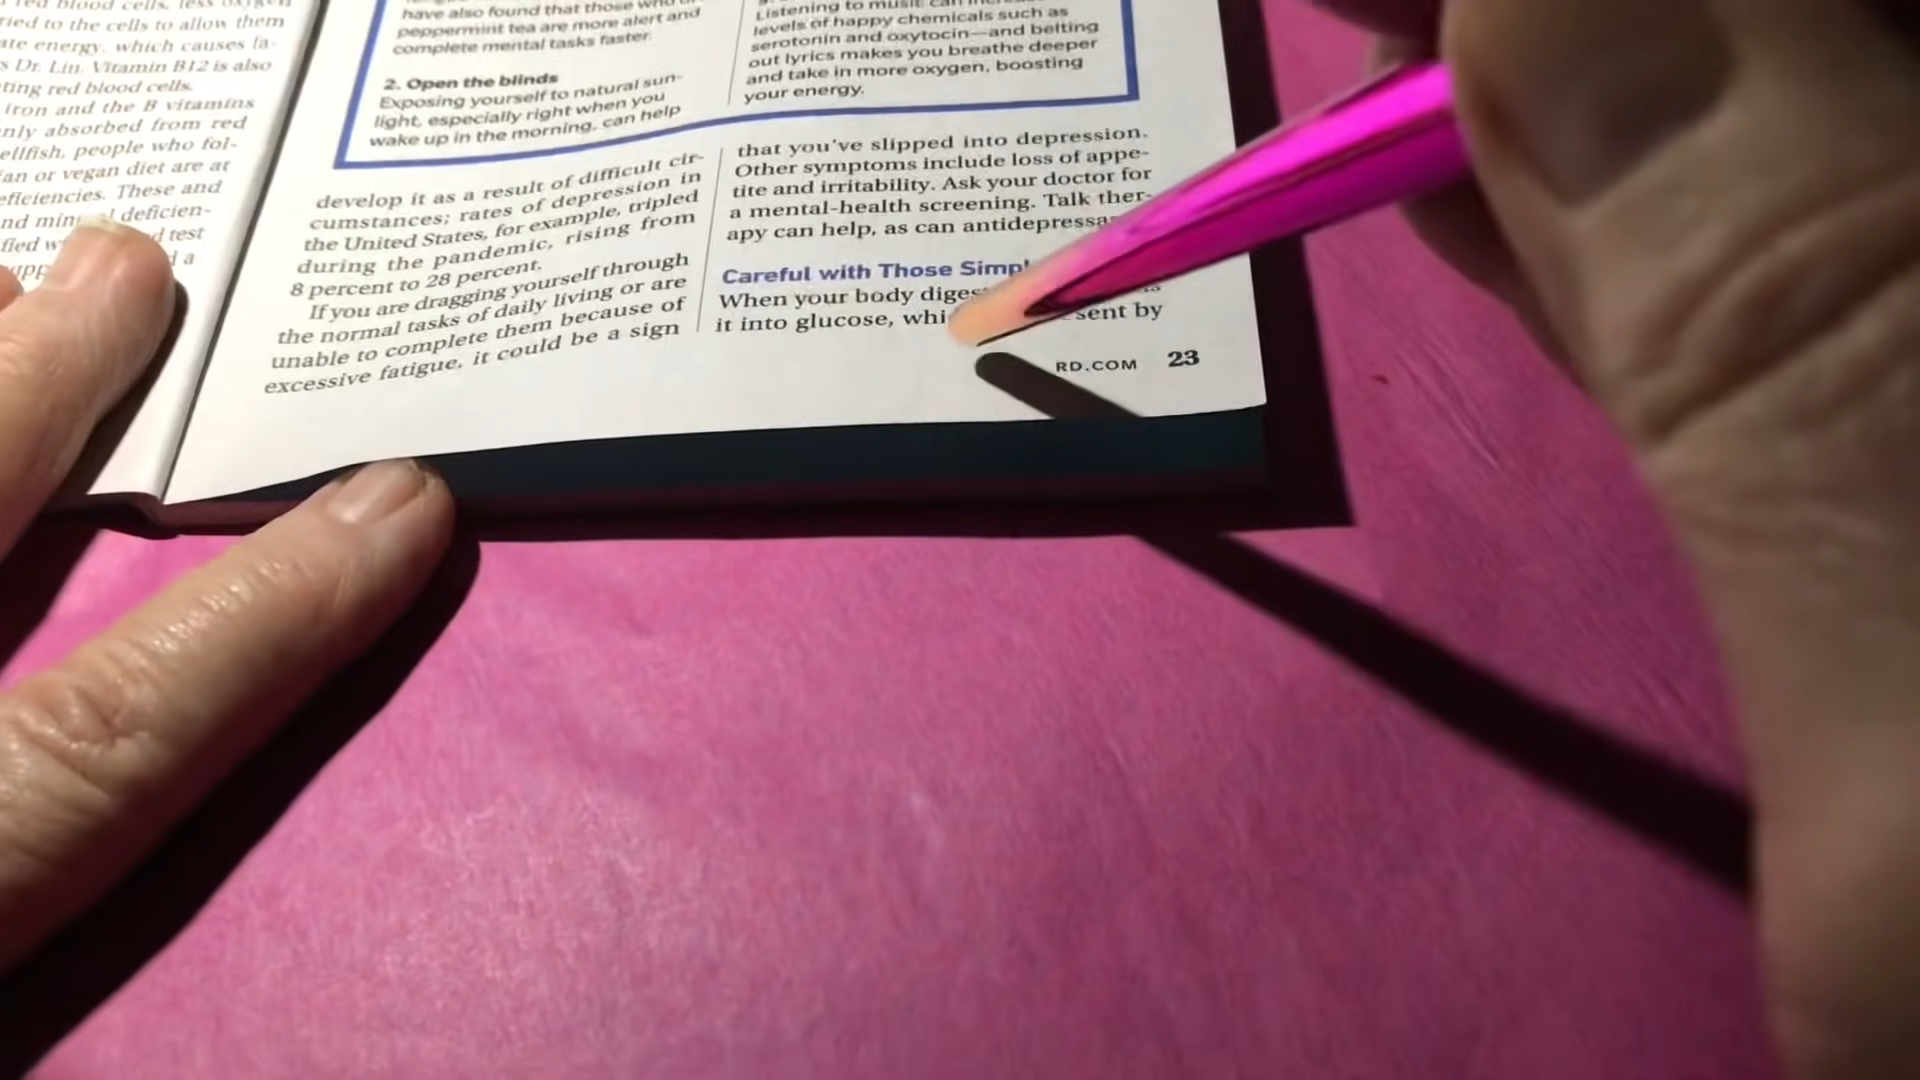 red blood cells, less oxygen
ried to the cells to allow them
ate energy, which causes fa-
s Dr. Lin. Vitamin B12 is also
ting red blood cells.
iron and the B vitamins
nly absorbed from red
ellfish, people who fol-
an or vegan diet are at
eficiencies. These and
nd deficien-
fied test
a
have also found that those who
peppermint tea are more alert and
complete mental tasks faster.
2. Open the blinds
Exposing yourself to natural sun-
light, especially right when you
wake up in the morning, can help
Listening to music can
levels of happy chemicals such as
serotonin and oxytocin—and belting
out lyrics makes you breathe deeper
and take in more oxygen, boosting
your energy.
develop it as a result of difficult cir-
cumstances; rates of depression in
the United States, for example, tripled
during the pandemic, rising from
8 percent to 28 percent.
If you are dragging yourself through
the normal tasks of daily living or are
unable to complete them because of
excessive fatigue, it could be a sign
that you've slipped into depression.
Other symptoms include loss of appe-
tite and irritability. Ask your doctor for
a mental-health screening. Talk ther-
apy can help, as can antidepressa
Careful with Those Simpl
When your body diges
it into glucose, whi sent by
RD.COM 23